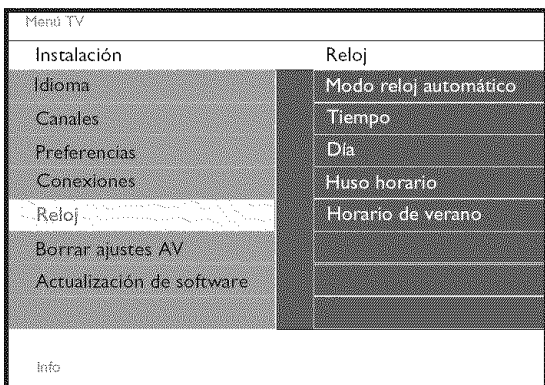 Menú TV
Instalación
Reloj
Idioma
Modo reloj automático
Canales
Tiempo
Preferencias
Día
Conexiones
Huso horario
Reloj
Horario de verano
Borrar ajustes AV
Actualización de software
Info